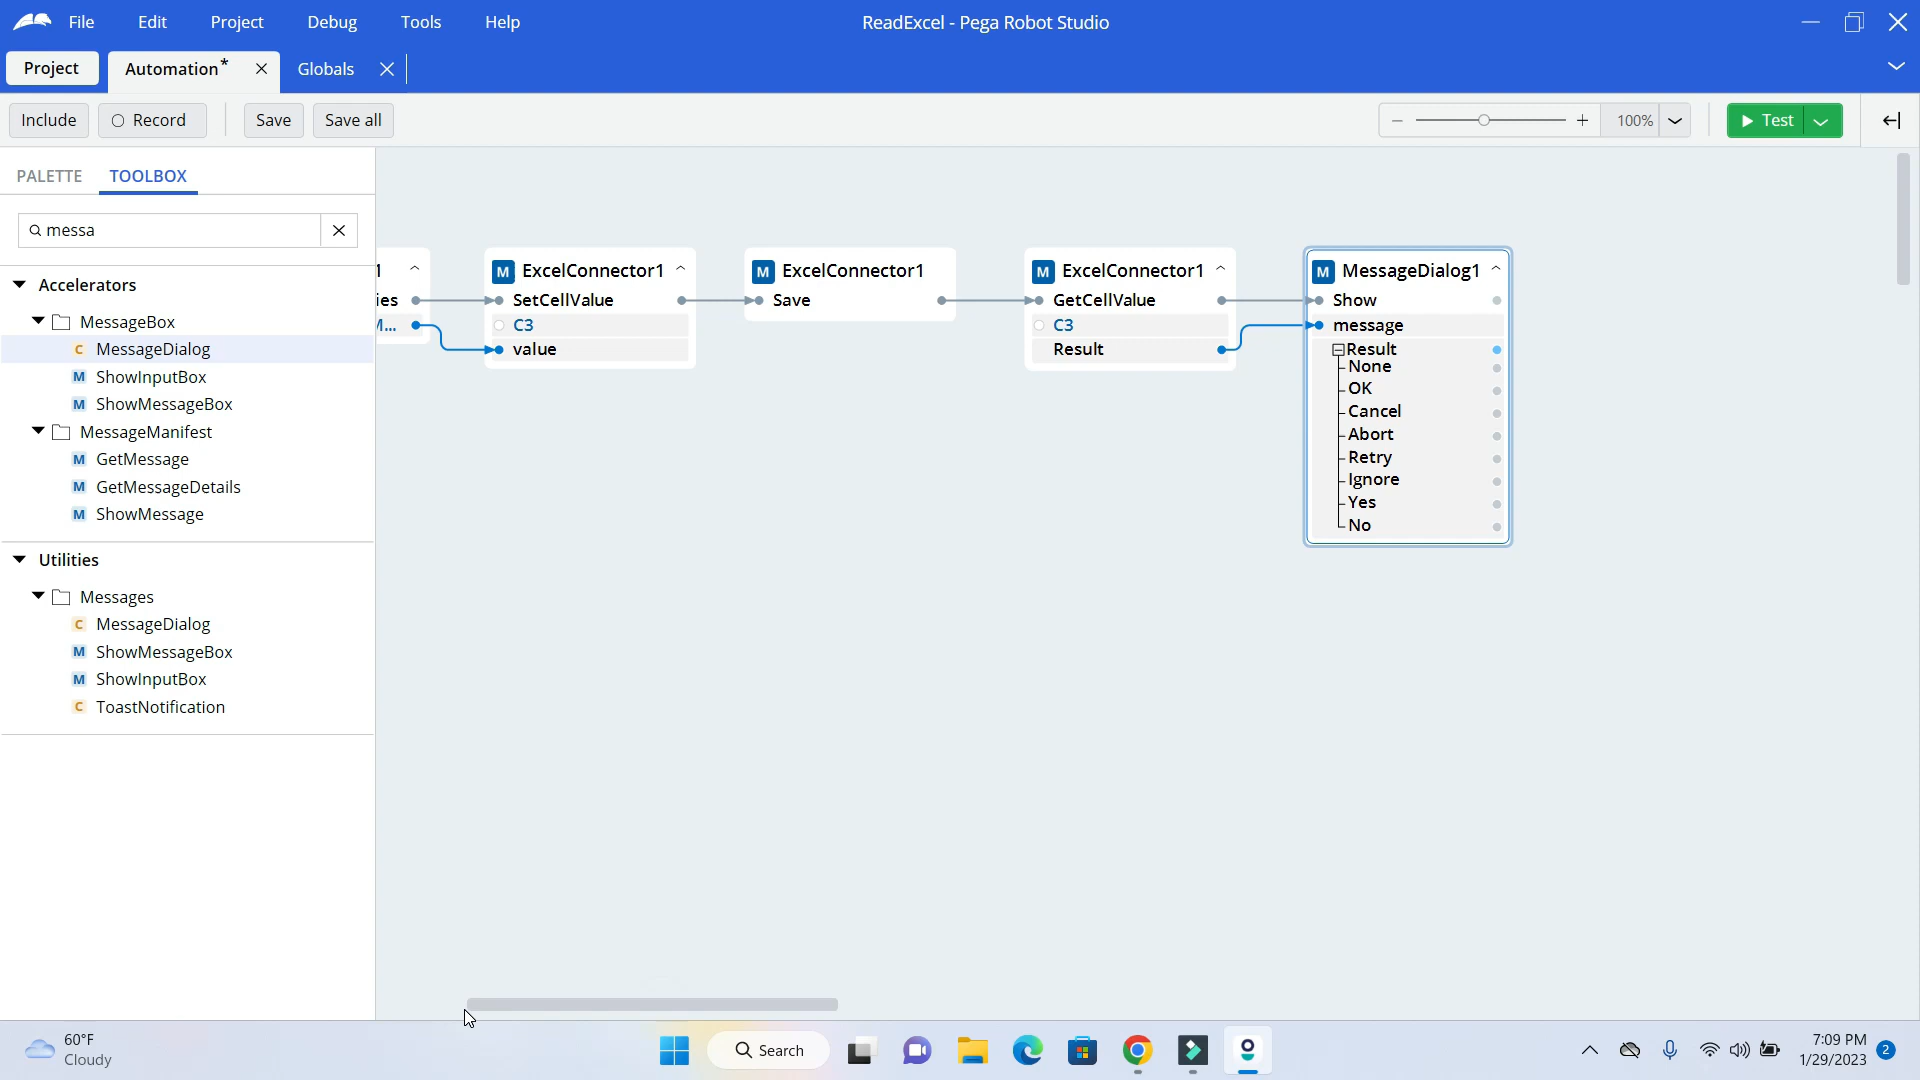 File Edit Project Debug Tools Help ReadExcel - Pega Robot Studio
Project Automation* Globals
Include Record Save Save all 100% Test
PALETTE TOOLBOX
messa
Accelerators
MessageBox
MessageDialog
ShowInputBox
ShowMessageBox
MessageManifest
GetMessage
GetMessageDetails
ShowMessage
Utilities
Messages
MessageDialog
ShowMessageBox
ShowInputBox
ToastNotification
1
ies
M...
M ExcelConnector1
SetCellValue
C3
value
M ExcelConnector1
Save
M ExcelConnector1
GetCellValue
C3
Result
M MessageDialog1
Show
message
Result
None
OK
Cancel
Abort
Retry
Ignore
Yes
No
60°F
Cloudy
Search
7:09 PM
1/29/2023
2